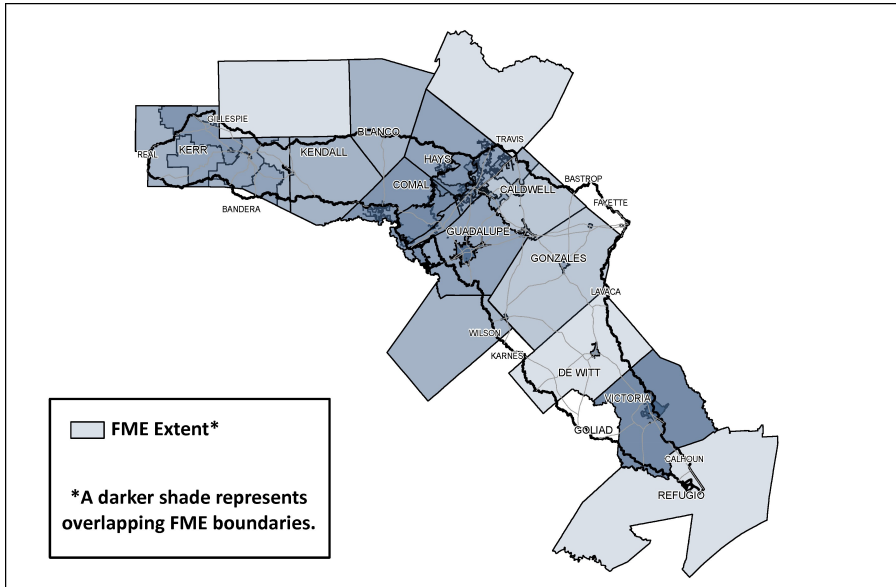 TRAVIS
GILLESPIE
BLANCO
REAL
KERR
KENDALL
HAYS
BASTROP
COMAL
CALDWELL
FAYETTE
BANDERA
GUADALUPE
GONZALES
LAVACA
WILSON
KARNES
DE WITT
VICTORIA
GOLIAD
CALHOUN
REFUGIO
FME Extent*
*A darker shade represents
overlapping FME boundaries.